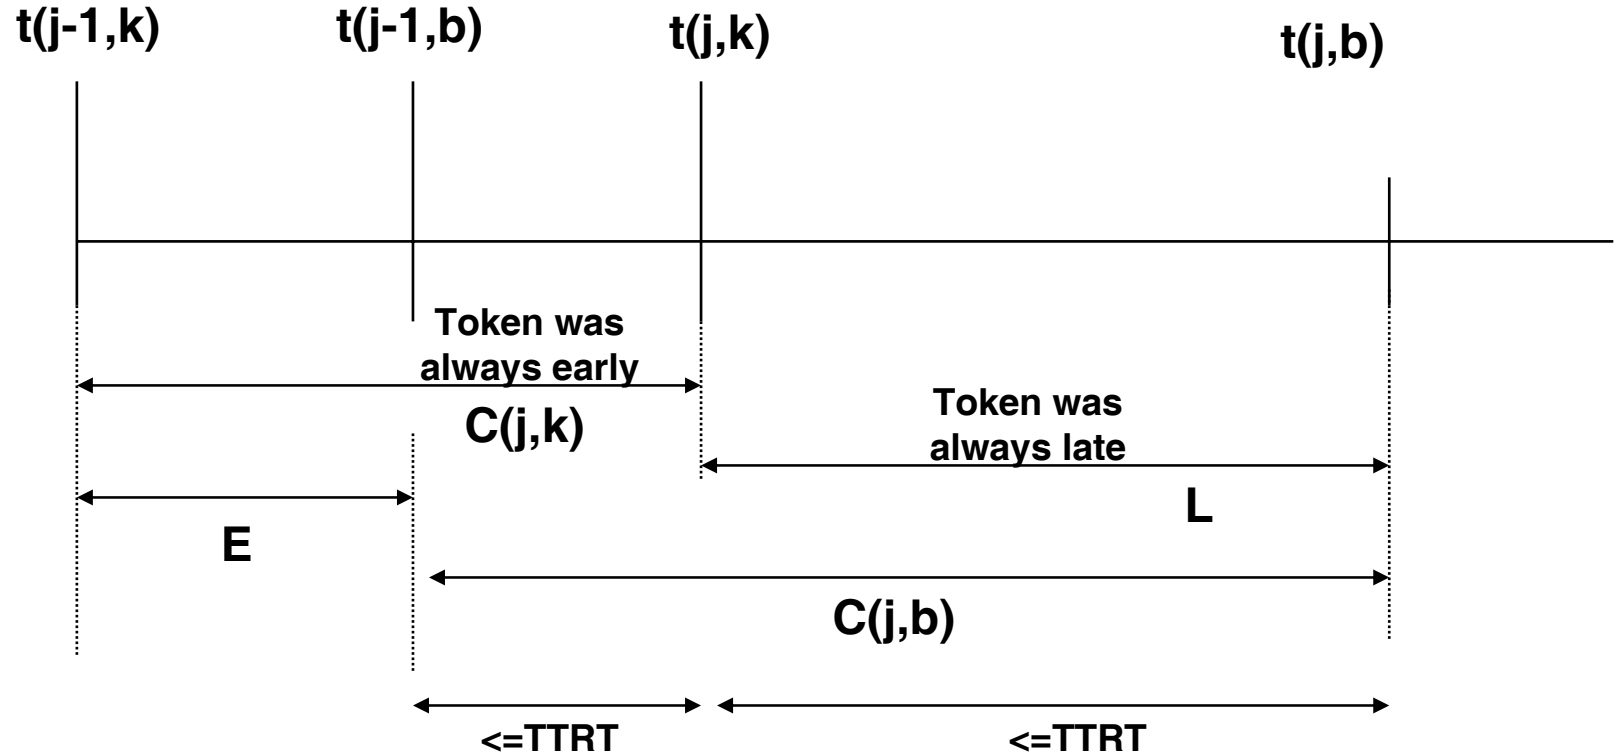 t(j-1,k)
t(j-1,b)
t(j,k)
t(j,b)
Token was
always early
C(j,k)
Token was
always late
L
E
C(j,b)
<=TTRT
<=TTRT